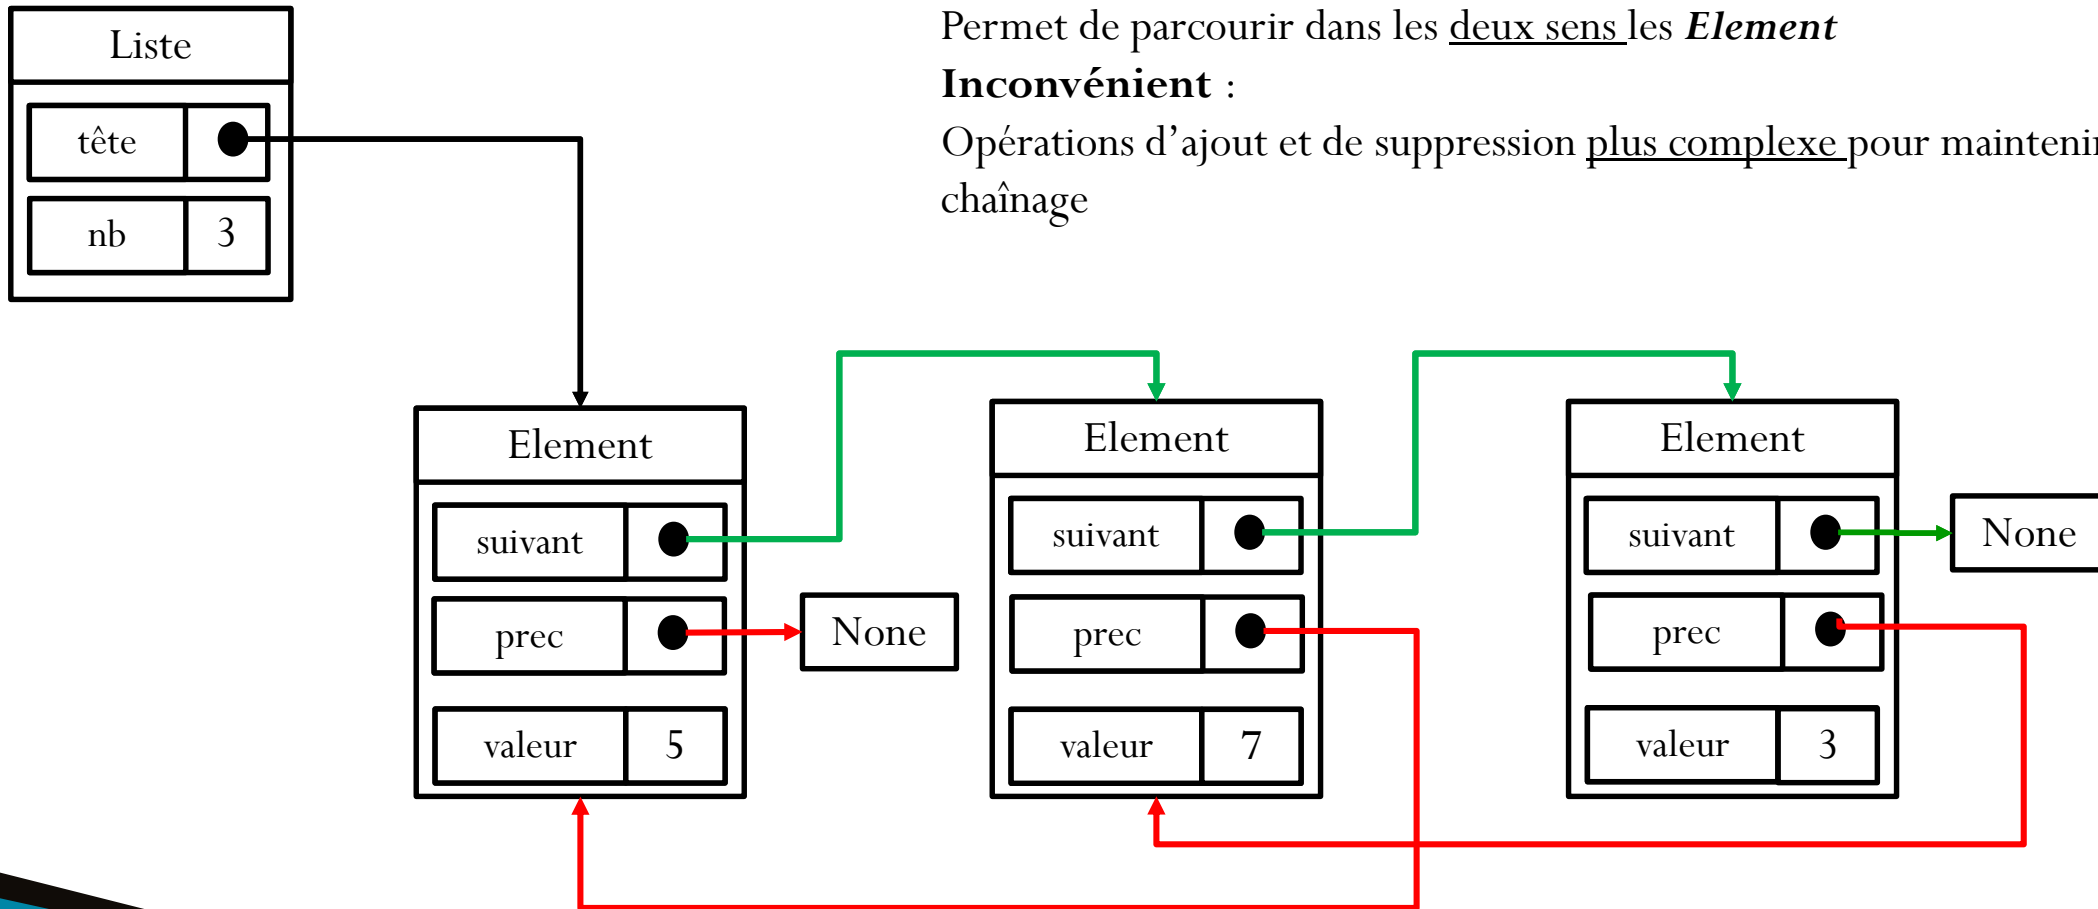 Permet de parcourir dans les deux sens les Element
Inconvénient :
Opérations d'ajout et de suppression plus complexe pour maintenir
chaînage
Liste
tête
nb 3
Element
suivant
prec
None
valeur 5
Element
suivant
prec
valeur 7
Element
suivant
None
prec
valeur 3